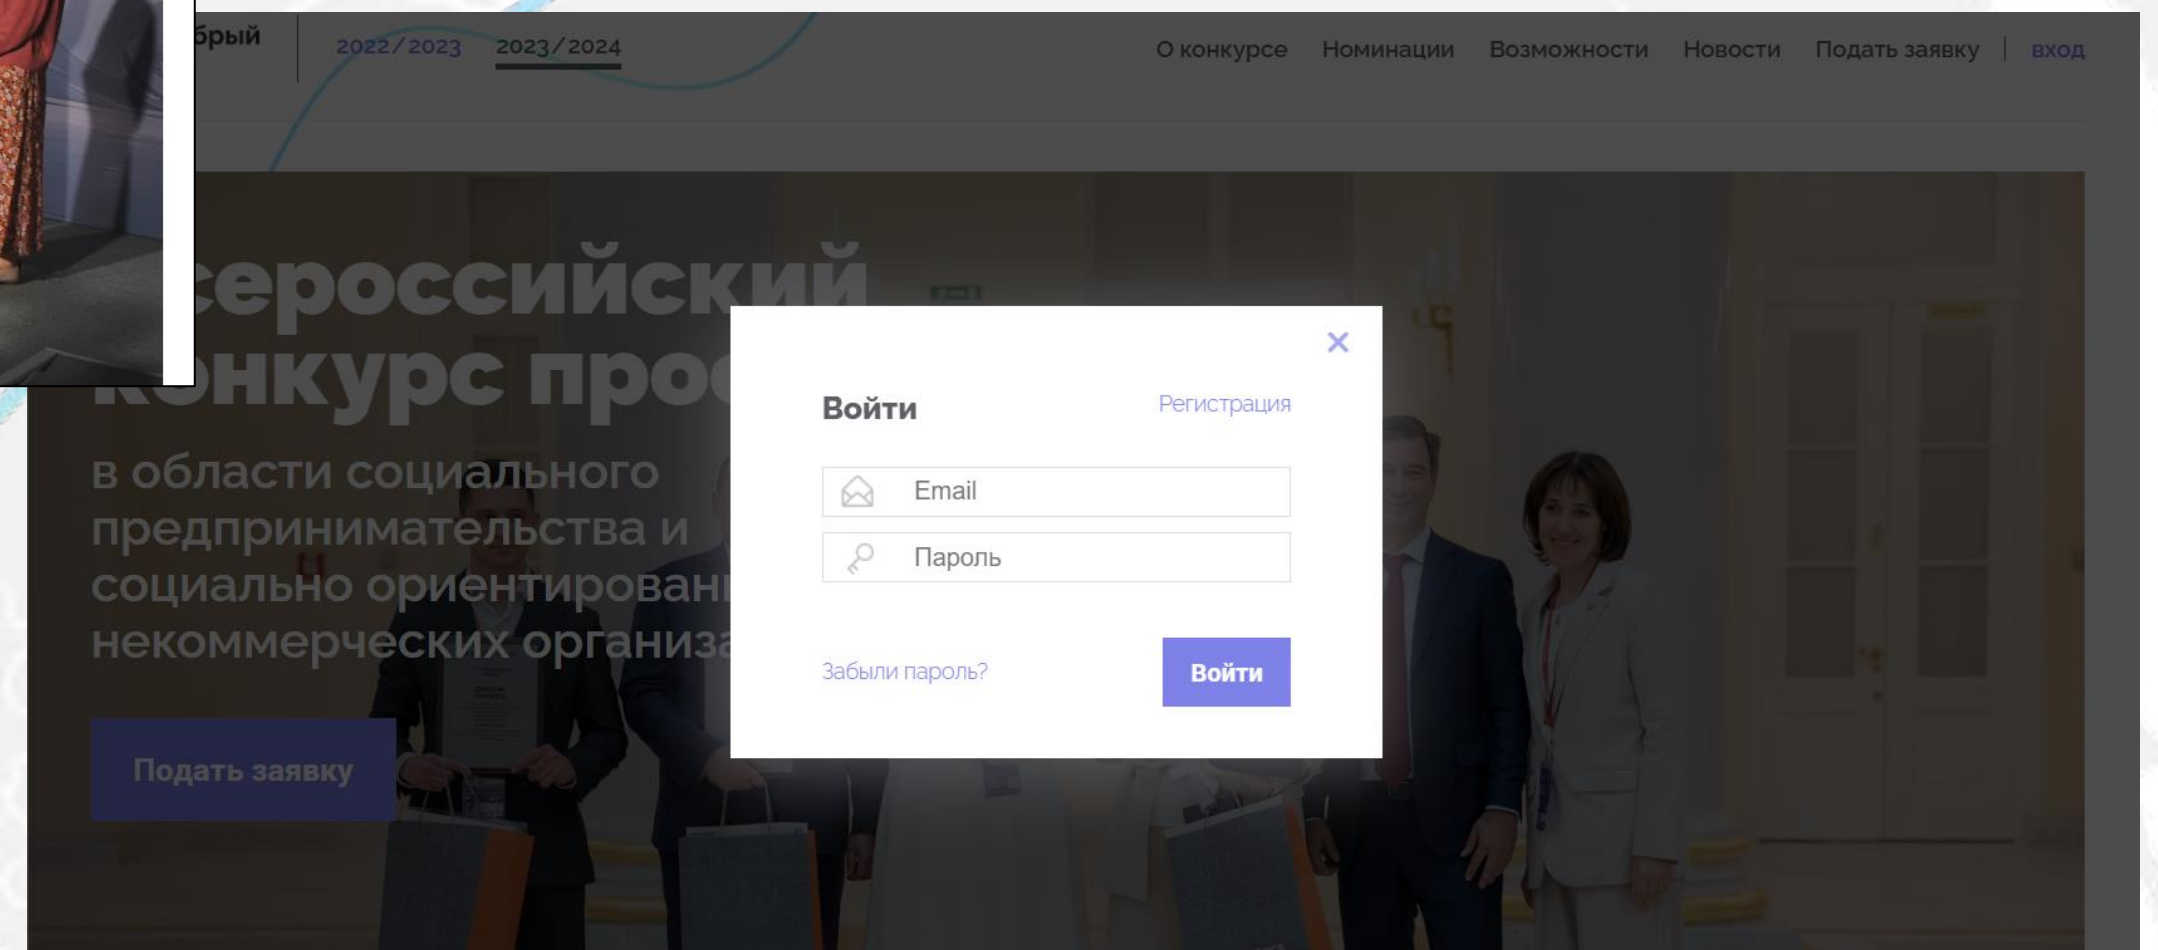 брый
2022/2023 2023/2024
О конкурсе Номинации Возможности Новости Подать заявку | вход
сероссийский
конкурс про
в области социального
предпринимательства и
социально ориентирован
некоммерческих организа
Подать заявку
Войти Регистрация
Email
Пароль
Забыли пароль? Войти